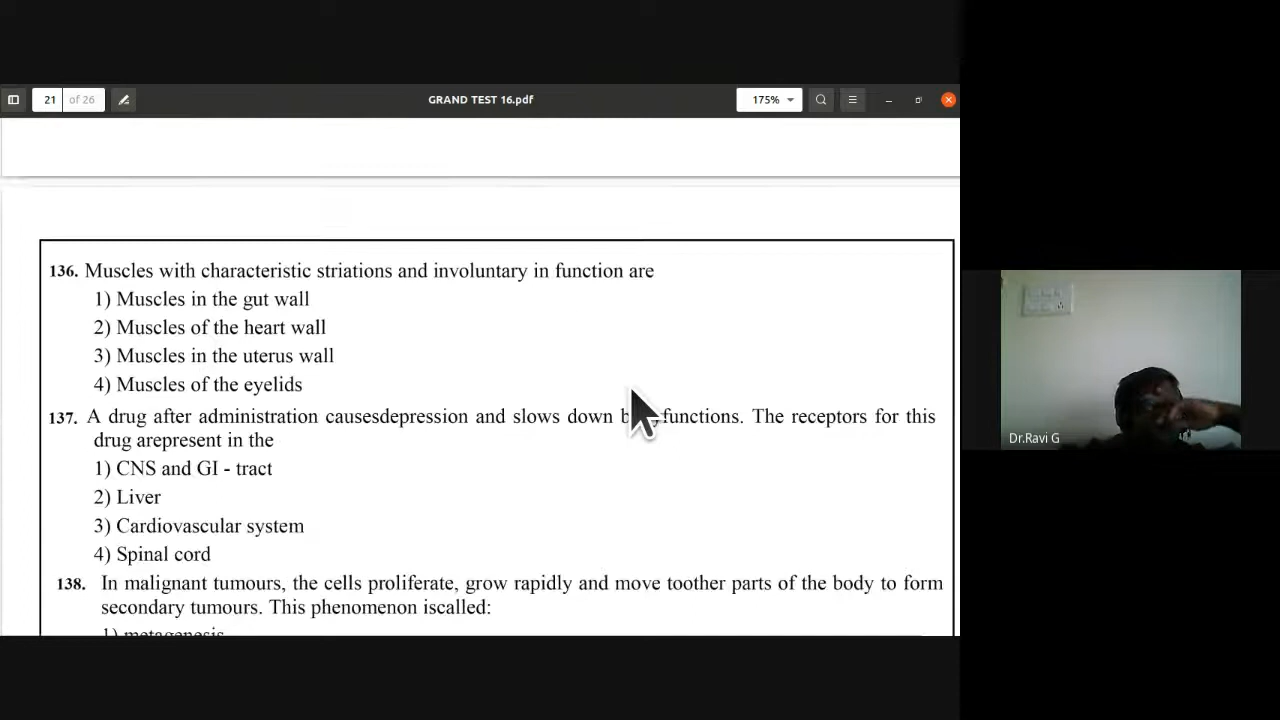 21 of 26
GRAND TEST 16.pdf
175%
136. Muscles with characteristic striations and involuntary in function are
1) Muscles in the gut wall
2) Muscles of the heart wall
3) Muscles in the uterus wall
4) Muscles of the eyelids
137. A drug after administration causesdepression and slows down functions. The receptors for this
drug arepresent in the
1) CNS and GI - tract
2) Liver
3) Cardiovascular system
4) Spinal cord
138. In malignant tumours, the cells proliferate, grow rapidly and move toother parts of the body to form
secondary tumours. This phenomenon iscalled:
1) metagenesis
Dr.Ravi G